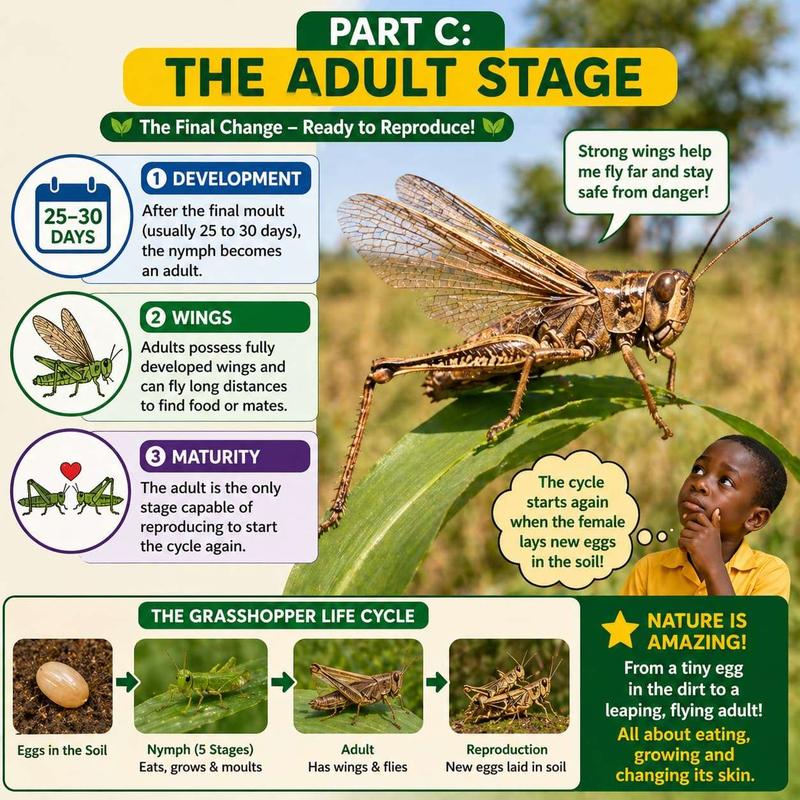 PART C:
THE ADULT STAGE
The Final Change – Ready to Reproduce!
Strong wings help
me fly far and stay
safe from danger!
25–30
DAYS
1 DEVELOPMENT
After the final moult
(usually 25 to 30 days),
the nymph becomes
an adult.
2 WINGS
Adults possess fully
developed wings and
can fly long distances
to find food or mates.
3 MATURITY
The adult is the only
stage capable of
reproducing to start
the cycle again.
The cycle
starts again
when the female
lays new eggs
in the soil!
THE GRASSHOPPER LIFE CYCLE
Eggs in the Soil
Nymph (5 Stages)
Eats, grows & moults
Adult
Has wings & flies
Reproduction
New eggs laid in soil
NATURE IS
AMAZING!
From a tiny egg
in the dirt to a
leaping, flying adult!
All about eating,
growing and
changing its skin.